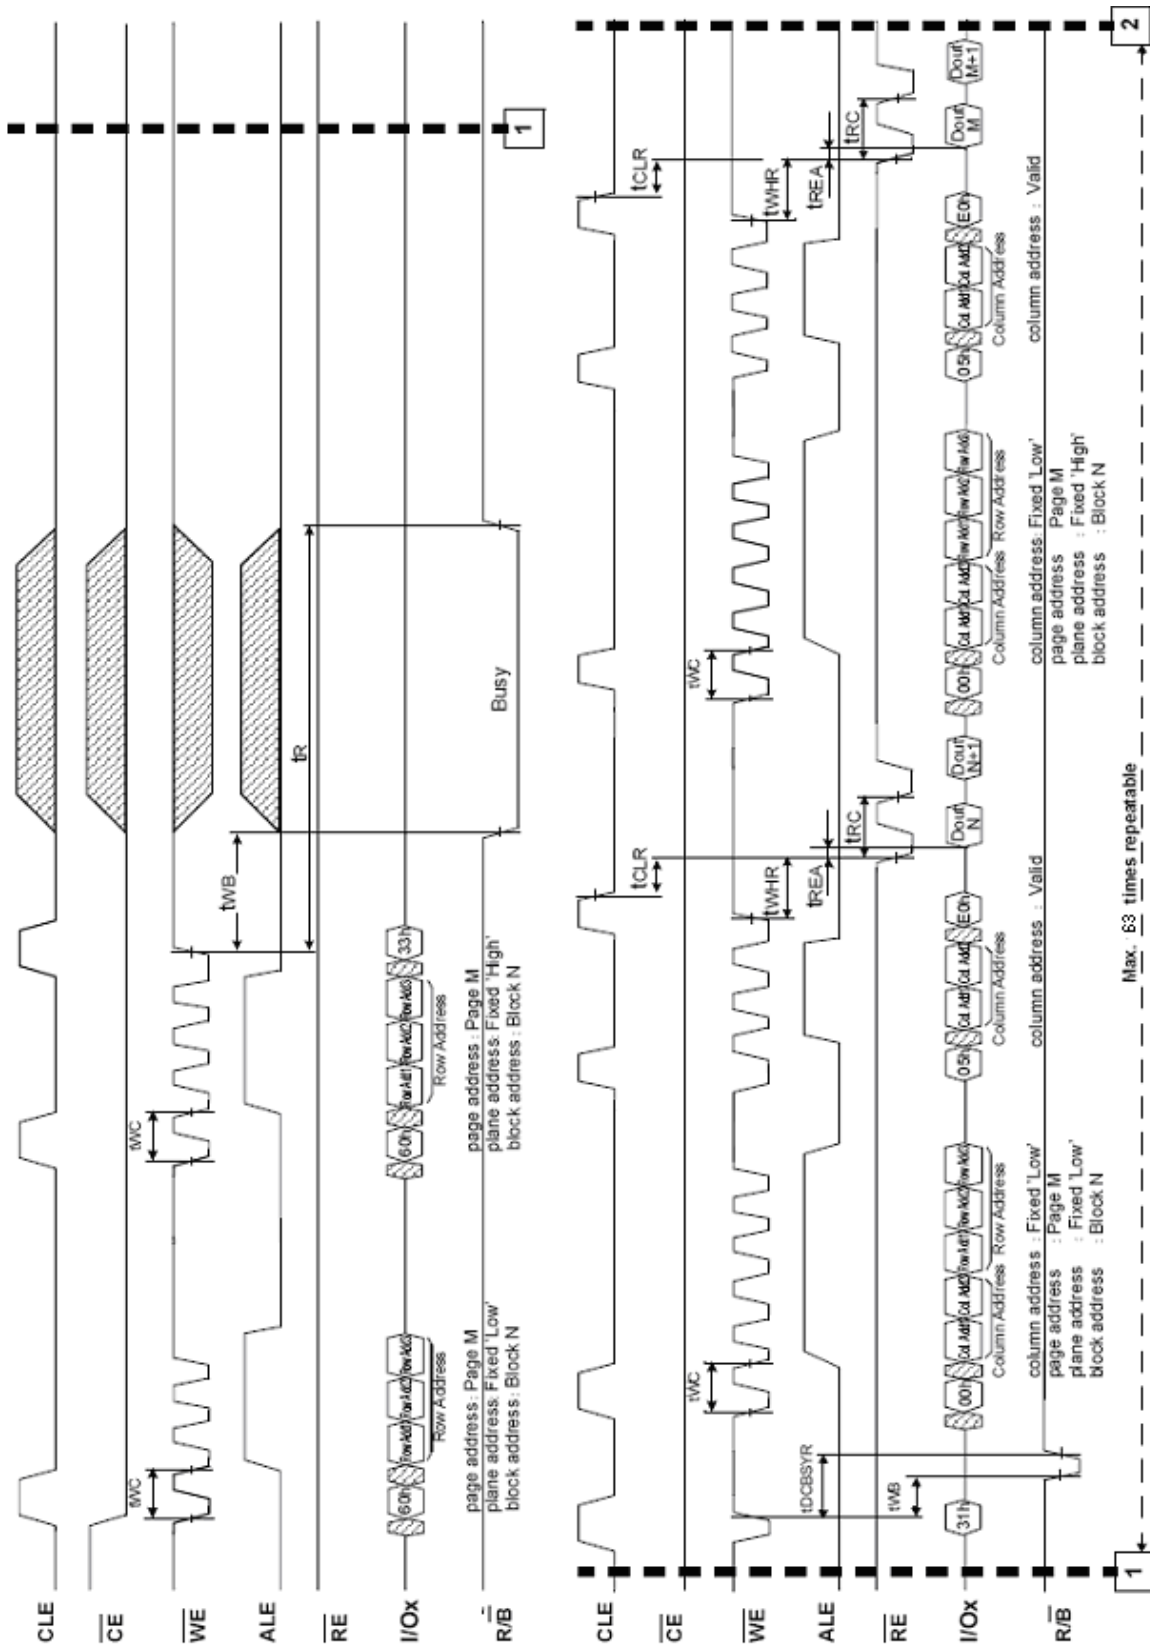 CLE
CE
WE
ALE
RE
I/Ox
R/B
tWC
60h
Row Add1 Row Add2 Row Add3
Row Address
page address : Page M
plane address: Fixed 'Low'
block address : Block N
tWC
60h
Row Add1 Row Add2 Row Add3
33h
Row Address
page address : Page M
plane address: Fixed 'High'
block address : Block N
tWB
tR
Busy
1
CLE
CE
WE
ALE
RE
I/Ox
R/B
1
31h
tDCBSYR
tWB
tWC
00h
Col. Add1 Col. Add2 Row Add1 Row Add2 Row Add3
Column Address Row Address
column address : Fixed 'Low'
page address : Page M
plane address : Fixed 'Low'
block address : Block N
05h
Col. Add1 Col. Add2
E0h
Column Address
column address : Valid
tCLR
tWHR
tREA
tRC
Dout N
Dout N+1
tWC
00h
Col. Add1 Col. Add2 Row Add1 Row Add2 Row Add3
Column Address Row Address
column address: Fixed 'Low'
page address : Page M
plane address : Fixed 'High'
block address : Block N
05h
Col. Add1 Col. Add2
E0h
Column Address
column address : Valid
tCLR
tWHR
tREA
tRC
Dout M
Dout M+1
Max. 63 times repeatable
2